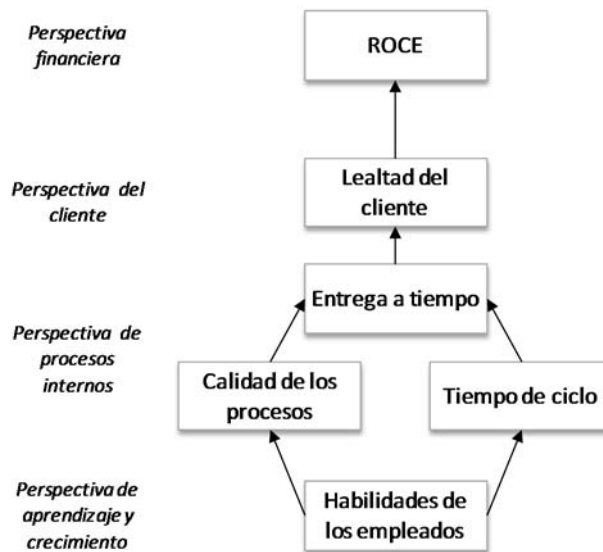 Perspectiva
financiera
ROCE
Perspectiva del
cliente
Lealtad del
cliente
Entrega a tiempo
Perspectiva de
procesos
internos
Calidad de los
procesos
Tiempo de ciclo
Perspectiva de
aprendizaje y
crecimiento
Habilidades de
los empleados